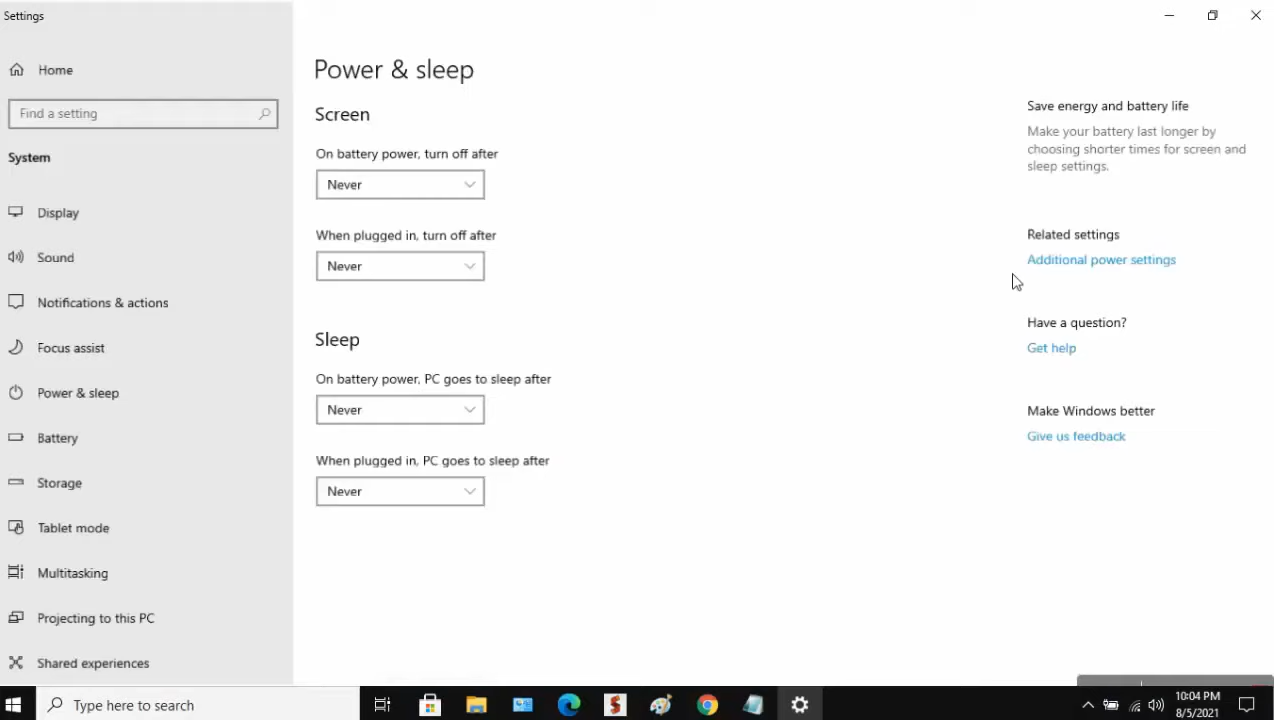 Settings
Home
Find a setting
System
Display
Sound
Notifications & actions
Focus assist
Power & sleep
Battery
Storage
Tablet mode
Multitasking
Projecting to this PC
Shared experiences
Power & sleep
Screen
On battery power, turn off after
Never
When plugged in, turn off after
Never
Sleep
On battery power, PC goes to sleep after
Never
When plugged in, PC goes to sleep after
Never
Save energy and battery life
Make your battery last longer by
choosing shorter times for screen and
sleep settings.
Related settings
Additional power settings
Have a question?
Get help
Make Windows better
Give us feedback
Type here to search
10:04 PM
8/5/2021